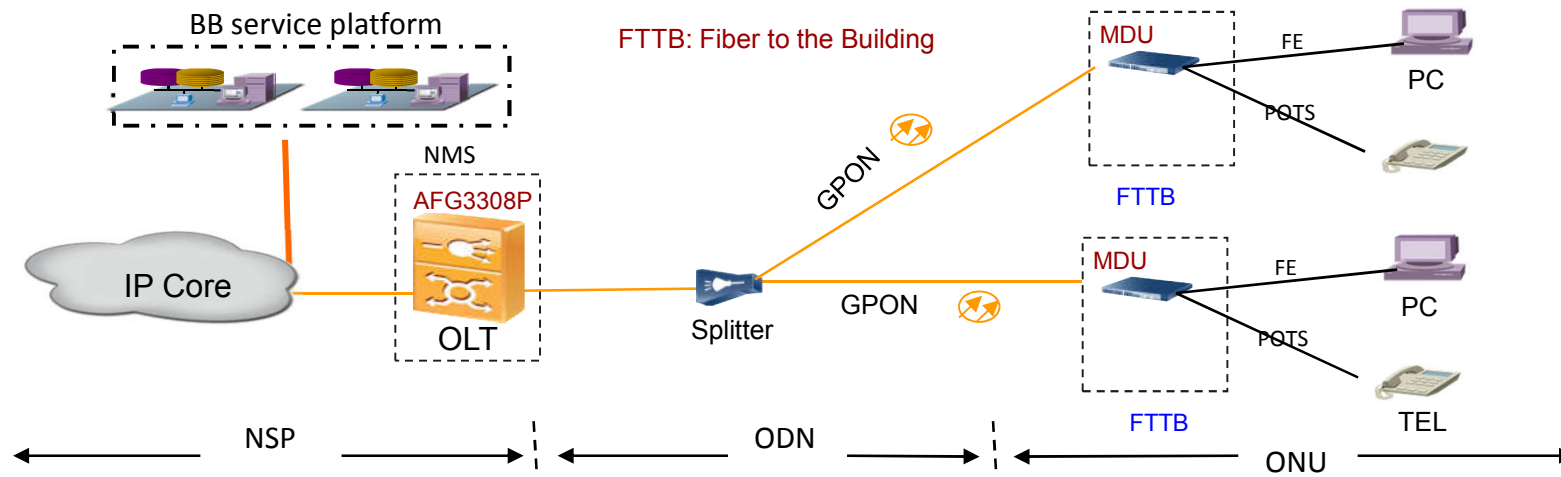 BB service platform
FTTB: Fiber to the Building
NMS
AFG3308P
OLT
IP Core
Splitter
GPON
GPON
MDU
FE
PC
POTS
FTTB
MDU
FE
PC
POTS
TEL
FTTB
NSP
ODN
ONU